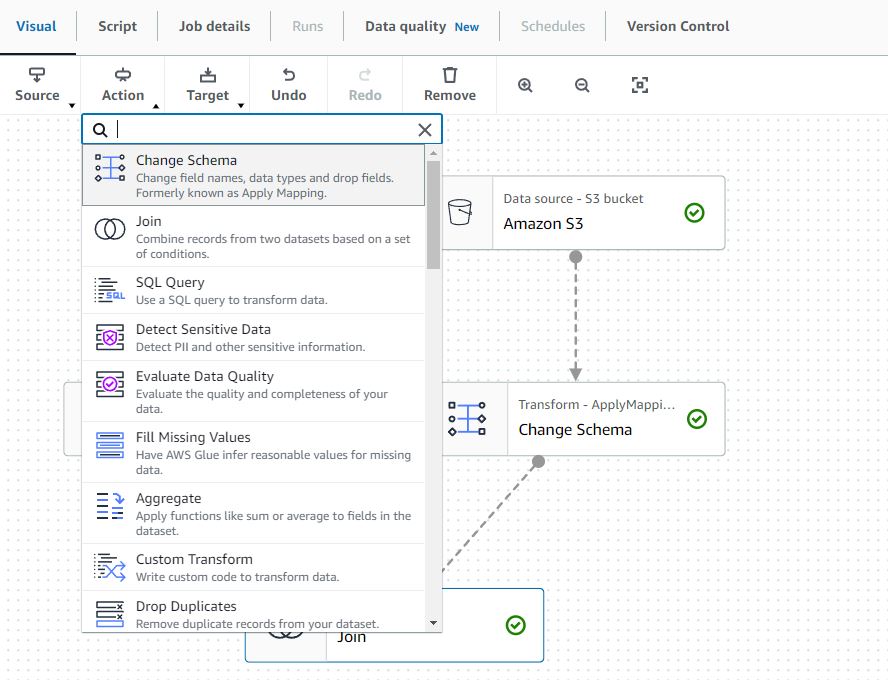 Visual Script Job details Runs Data quality New Schedules Version Control
Source Action Target Undo Redo Remove
Change Schema
Change field names, data types and drop fields.
Formerly known as Apply Mapping.
Join
Combine records from two datasets based on a set
of conditions.
SQL Query
Use a SQL query to transform data.
SQL
Detect Sensitive Data
Detect PII and other sensitive information.
Evaluate Data Quality
Evaluate the quality and completeness of your
data.
Fill Missing Values
Have AWS Glue infer reasonable values for missing
data.
Aggregate
Apply functions like sum or average to fields in the
dataset.
Custom Transform
Write custom code to transform data.
Drop Duplicates
Remove duplicate records from your dataset.
Data source - S3 bucket
Amazon S3
Transform - ApplyMappi...
Change Schema
Join